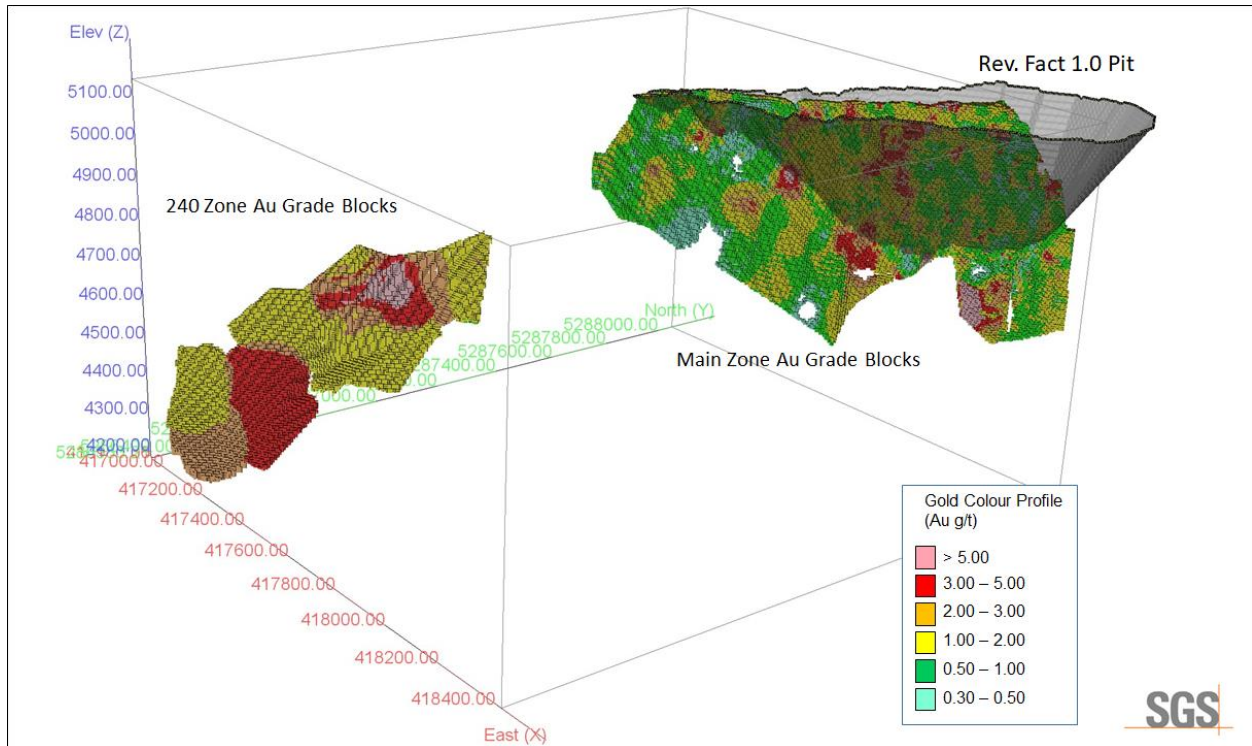 Elev (Z)
5100.00
5000.00
4900.00
4800.00
4700.00
4600.00
4500.00
4400.00
4300.00
4200.00
Rev. Fact 1.0 Pit
240 Zone Au Grade Blocks
North (Y)
5288000.00
5287800.00
5287600.00
5287400.00
Main Zone Au Grade Blocks
417000.00
417200.00
417400.00
417600.00
417800.00
418000.00
418200.00
418400.00
East (X)
Gold Colour Profile
(Au g/t)
> 5.00
3.00 – 5.00
2.00 – 3.00
1.00 – 2.00
0.50 – 1.00
0.30 – 0.50
SGS